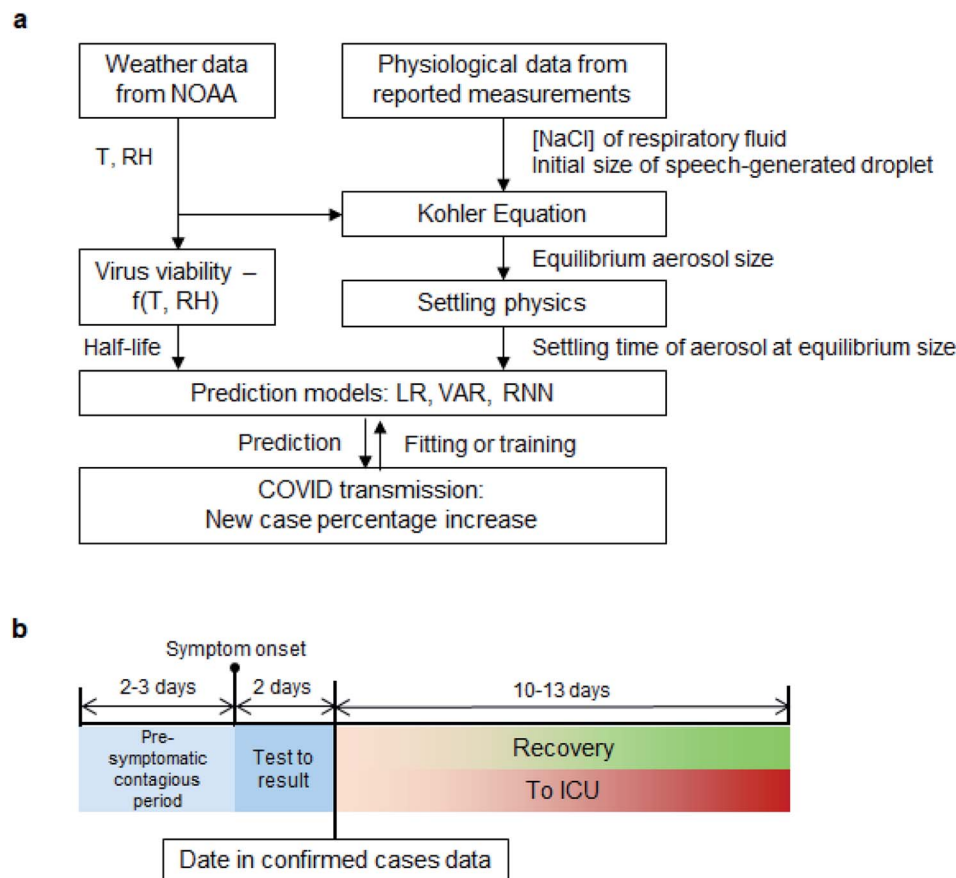 a
Weather data
from NOAA
Physiological data from
reported measurements
T, RH
[NaCl] of respiratory fluid
Initial size of speech-generated droplet
Kohler Equation
Equilibrium aerosol size
Virus viability –
f(T, RH)
Settling physics
Half-life
Settling time of aerosol at equilibrium size
Prediction models: LR, VAR, RNN
Prediction
Fitting or training
COVID transmission:
New case percentage increase
b
Symptom onset
2-3 days
2 days
10-13 days
Pre-
symptomatic
contagious
period
Test to
result
Recovery
To ICU
Date in confirmed cases data